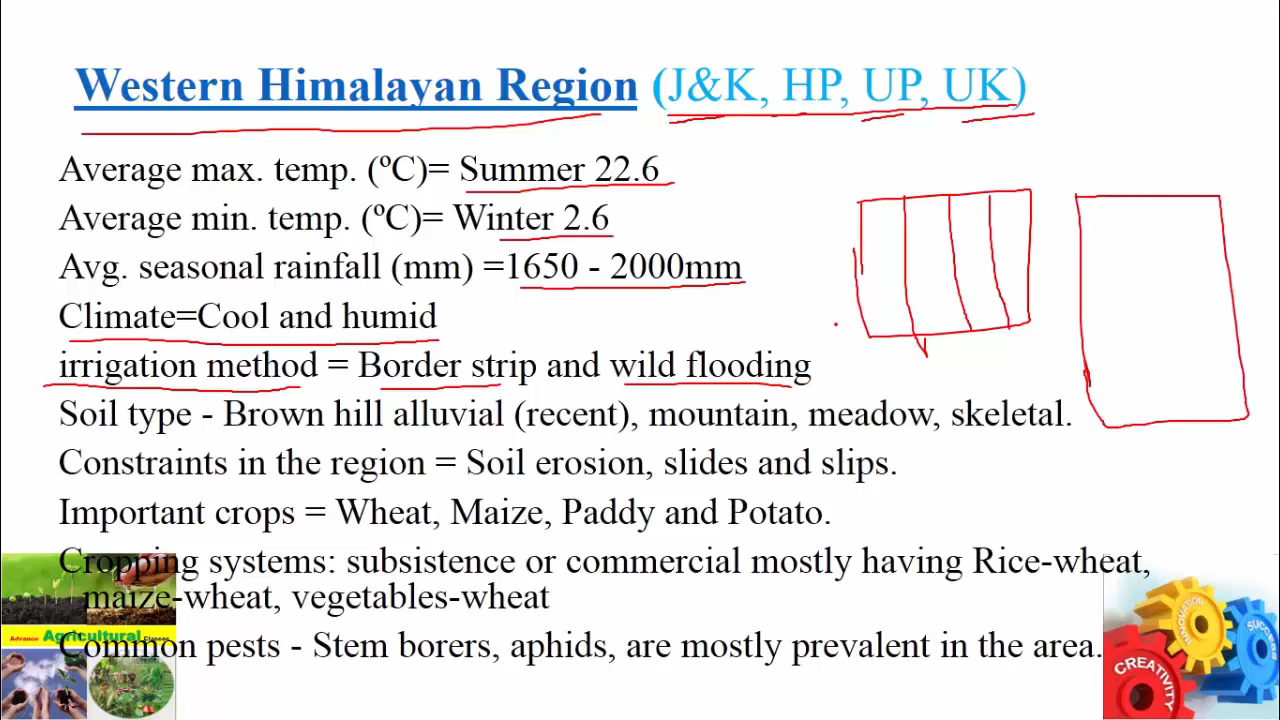 Western Himalayan Region (J&K, HP, UP, UK)
Average max. temp. (ºC)= Summer 22.6
Average min. temp. (ºC)= Winter 2.6
Avg. seasonal rainfall (mm) =1650 - 2000mm
Climate=Cool and humid
irrigation method = Border strip and wild flooding
Soil type - Brown hill alluvial (recent), mountain, meadow, skeletal.
Constraints in the region = Soil erosion, slides and slips.
Important crops = Wheat, Maize, Paddy and Potato.
Cropping systems: subsistence or commercial mostly having Rice-wheat,
maize-wheat, vegetables-wheat
Common pests - Stem borers, aphids, are mostly prevalent in the area.
Advance Agricultural Classes
INNOVATION
SUCCESS
CREATIVITY